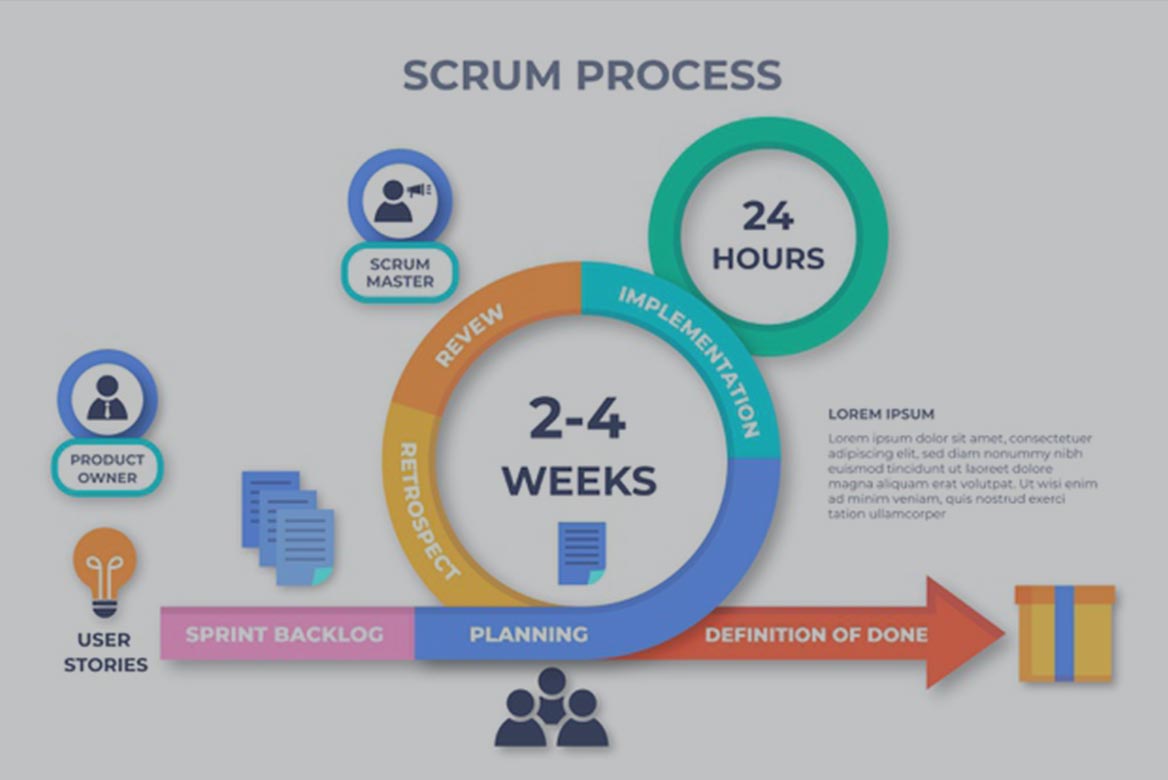 SCRUM PROCESS
SCRUM
MASTER
24
HOURS
REVEW
IMPLEMENTATION
2-4
WEEKS
RETROSPECT
PRODUCT
OWNER
LOREM IPSUM
Lorem ipsum dolor sit amet, consectetuer
adipiscing elit, sed diam nonummy nibh
euismod tincidunt ut laoreet dolore
magna aliquam erat volutpat. Ut wisi enim
ad minim veniam, quis nostrud exerci
tation ullamcorper
USER
STORIES
SPRINT BACKLOG
PLANNING
DEFINITION OF DONE